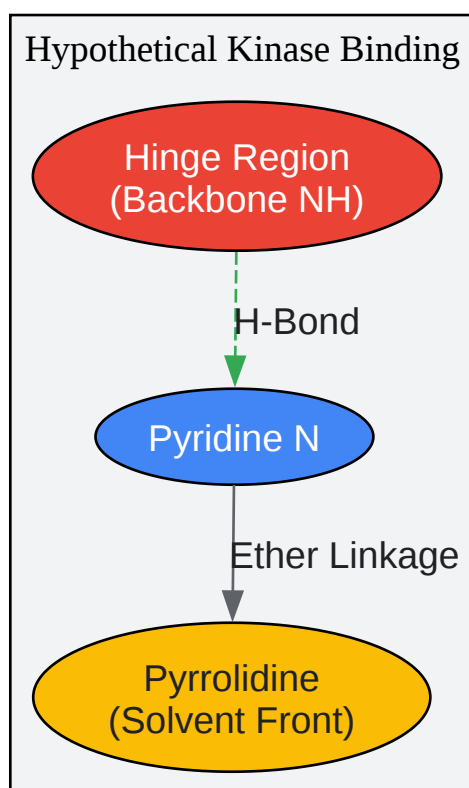 Hypothetical Kinase Binding
Hinge Region
(Backbone NH)
H-Bond
Pyridine N
Ether Linkage
Pyrrolidine
(Solvent Front)